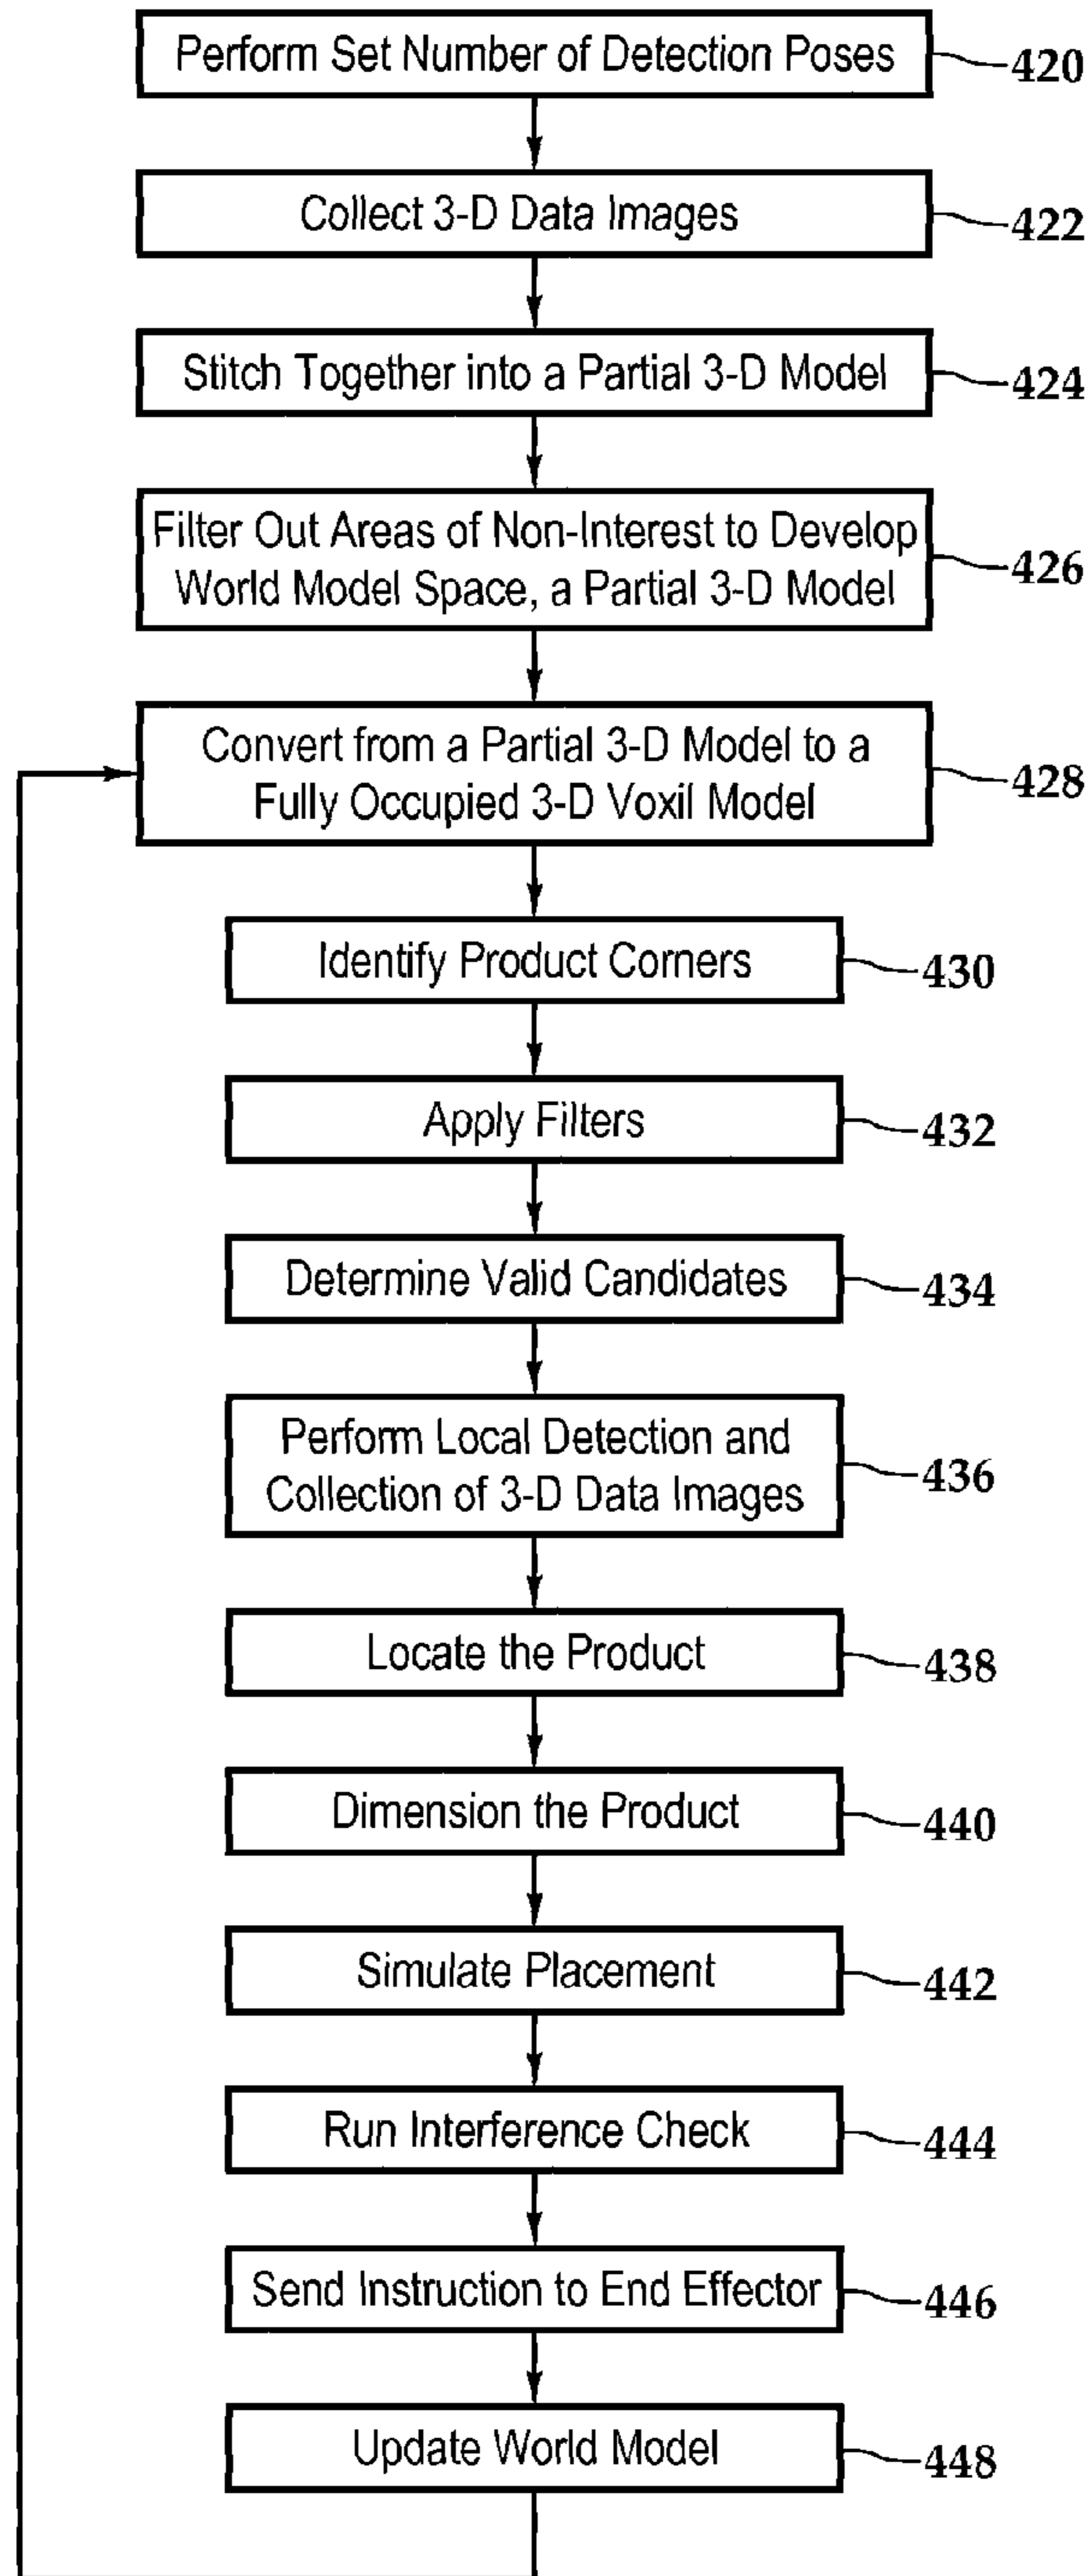 Perform Set Number of Detection Poses
420
Collect 3-D Data Images
422
Stitch Together into a Partial 3-D Model
424
Filter Out Areas of Non-Interest to Develop
World Model Space, a Partial 3-D Model
426
Convert from a Partial 3-D Model to a
Fully Occupied 3-D Voxil Model
428
Identify Product Corners
430
Apply Filters
432
Determine Valid Candidates
434
Perform Local Detection and
Collection of 3-D Data Images
436
Locate the Product
438
Dimension the Product
440
Simulate Placement
442
Run Interference Check
444
Send Instruction to End Effector
446
Update World Model
448